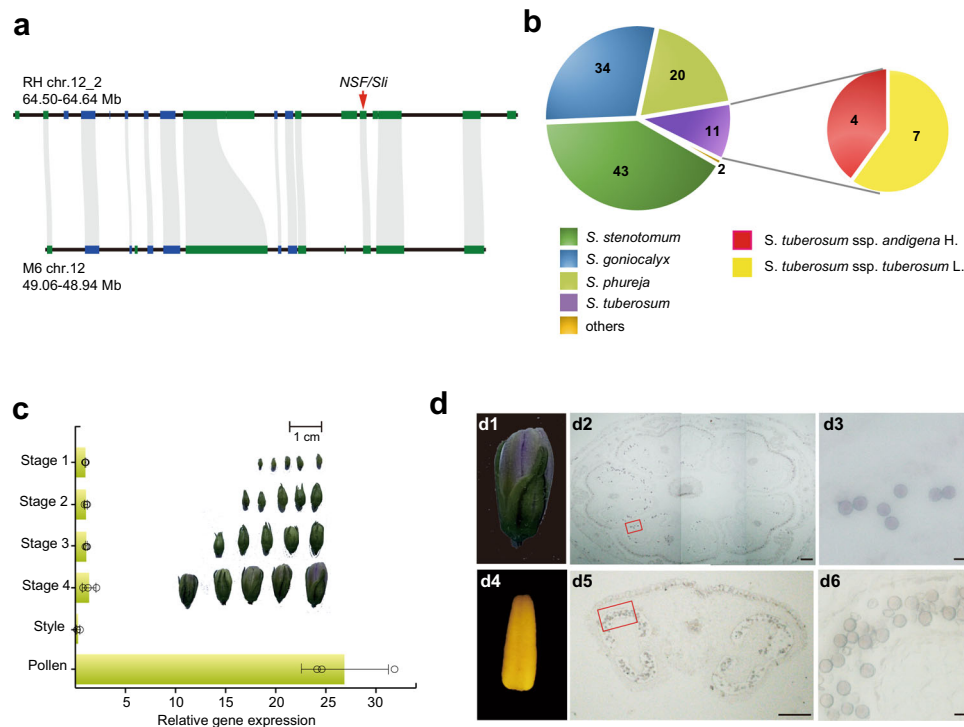 a
RH chr.12_2
64.50-64.64 Mb
NSF/Sli
M6 chr.12
49.06-48.94 Mb
b
34
20
11
2
43
4
7
S. stenotomum
S. goniocalyx
S. phureja
S. tuberosum
others
S. tuberosum ssp. andigena H.
S. tuberosum ssp. tuberosum L.
c
1 cm
Stage 1
Stage 2
Stage 3
Stage 4
Style
Pollen
5 10 15 20 25 30
Relative gene expression
d
d1
d2
d3
d4
d5
d6